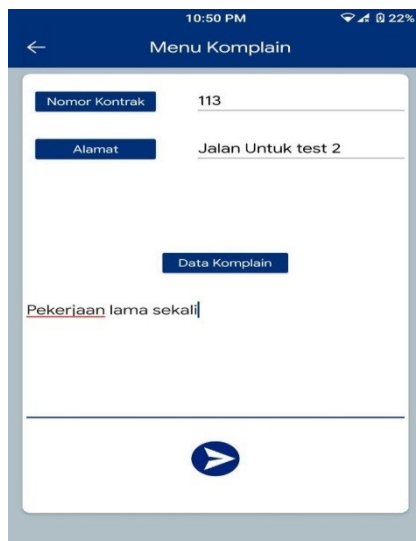 10:50 PM 22%
Menu Komplain
Nomor Kontrak 113
Alamat Jalan Untuk test 2
Data Komplain
Pekerjaan lama sekali